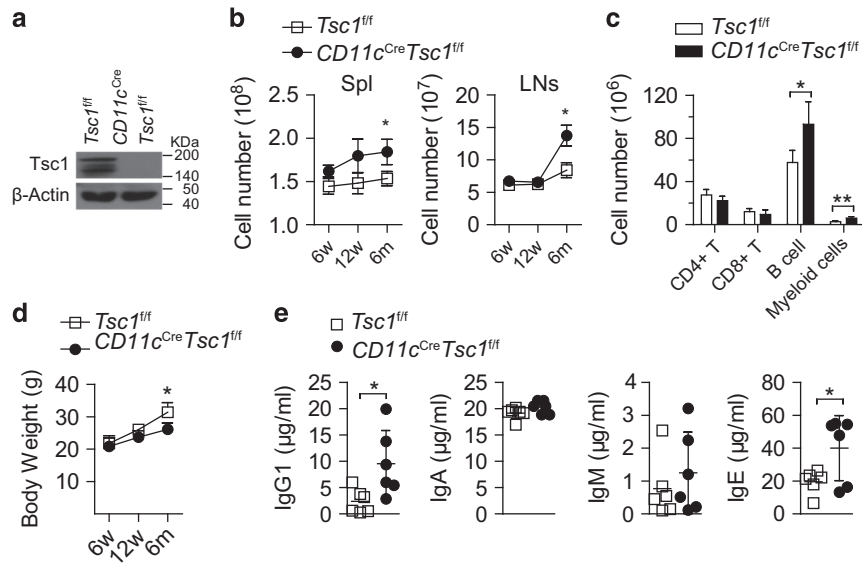 a
Tsc1f/f
CD11cCre
Tsc1f/f
KDa
Tsc1
200
140
β-Actin
50
40
b
Tsc1f/f
CD11cCreTsc1f/f
Spl
LNs
Cell number (10⁸)
2.5
2.0
1.5
1.0
*
6w
12w
6m
Cell number (10⁷)
20
15
10
5
0
*
6w
12w
6m
c
Tsc1f/f
CD11cCreTsc1f/f
Cell number (10⁶)
120
80
40
0
*
**
CD4+ T
CD8+ T
B cell
Myeloid cells
d
Tsc1f/f
CD11cCreTsc1f/f
Body Weight (g)
40
30
20
10
0
*
6w
12w
6m
e
Tsc1f/f
CD11cCreTsc1f/f
IgG1 (μg/ml)
25
20
15
10
5
0
*
IgA (μg/ml)
25
20
15
10
5
0
IgM (μg/ml)
4
3
2
1
0
IgE (μg/ml)
80
60
40
20
0
*